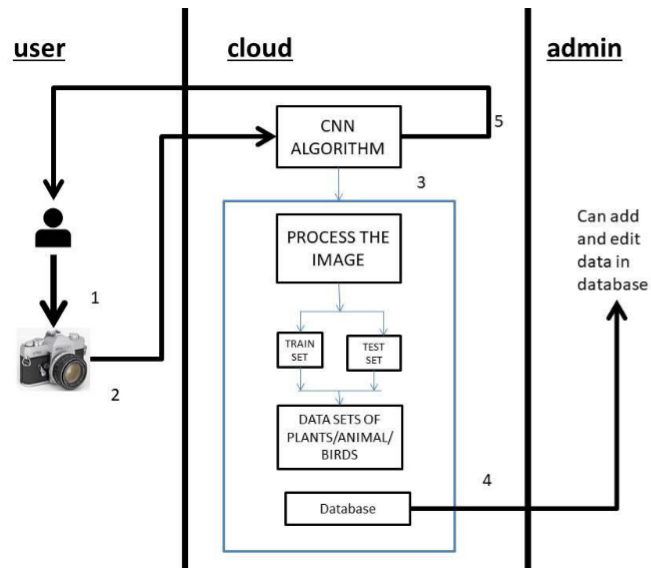 user
cloud
admin
CNN
ALGORITHM
5
3
PROCESS THE
IMAGE
Can add
and edit
data in
database
1
TRAIN
SET
TEST
SET
2
DATA SETS OF
PLANTS/ANIMAL/
BIRDS
4
Database